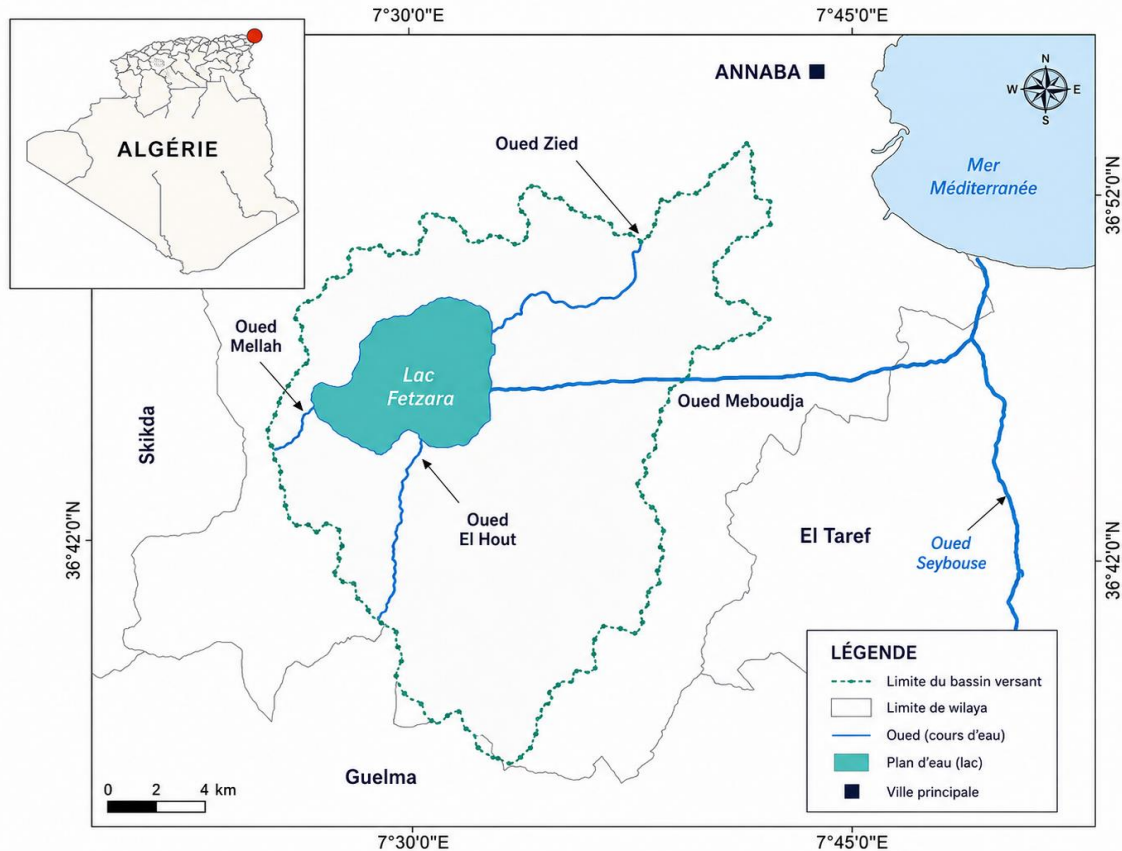 7°30'0"E
7°45'0"E
ALGÉRIE
ANNABA
N
W
E
S
Oued Zied
Mer
Méditerranée
36°52'0"N
Oued
Mellah
Lac
Fetzara
Oued Meboudja
Skikda
Oued
El Hout
El Taref
Oued
Seybouse
36°42'0"N
36°42'0"N
LÉGENDE
Limite du bassin versant
Limite de wilaya
Oued (cours d'eau)
Plan d'eau (lac)
Ville principale
Guelma
0 2 4 km
7°30'0"E
7°45'0"E